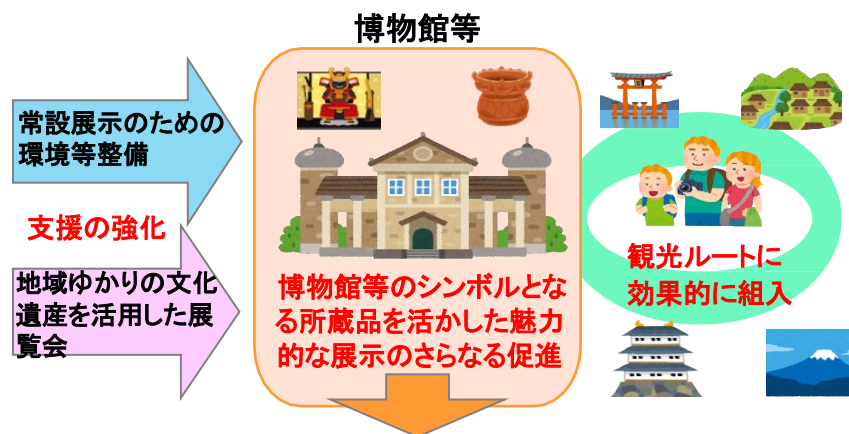 博物館等
常設展示のための
環境等整備
支援の強化
地域ゆかりの文化
遺産を活用した展
覧会
博物館等のシンボルとな
る所蔵品を活かした魅力
的な展示のさらなる促進
観光ルートに
効果的に組入